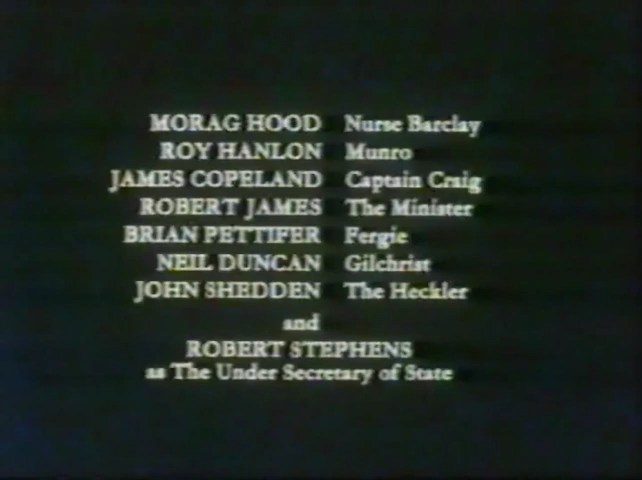 MORAG HOOD Nurse Barclay
ROY HANLON Munro
JAMES COPELAND Captain Craig
ROBERT JAMES The Minister
BRIAN PETTIFER Fergie
NEIL DUNCAN Gilchrist
JOHN SHEDDEN The Heckler
and
ROBERT STEPHENS
as The Under Secretary of State